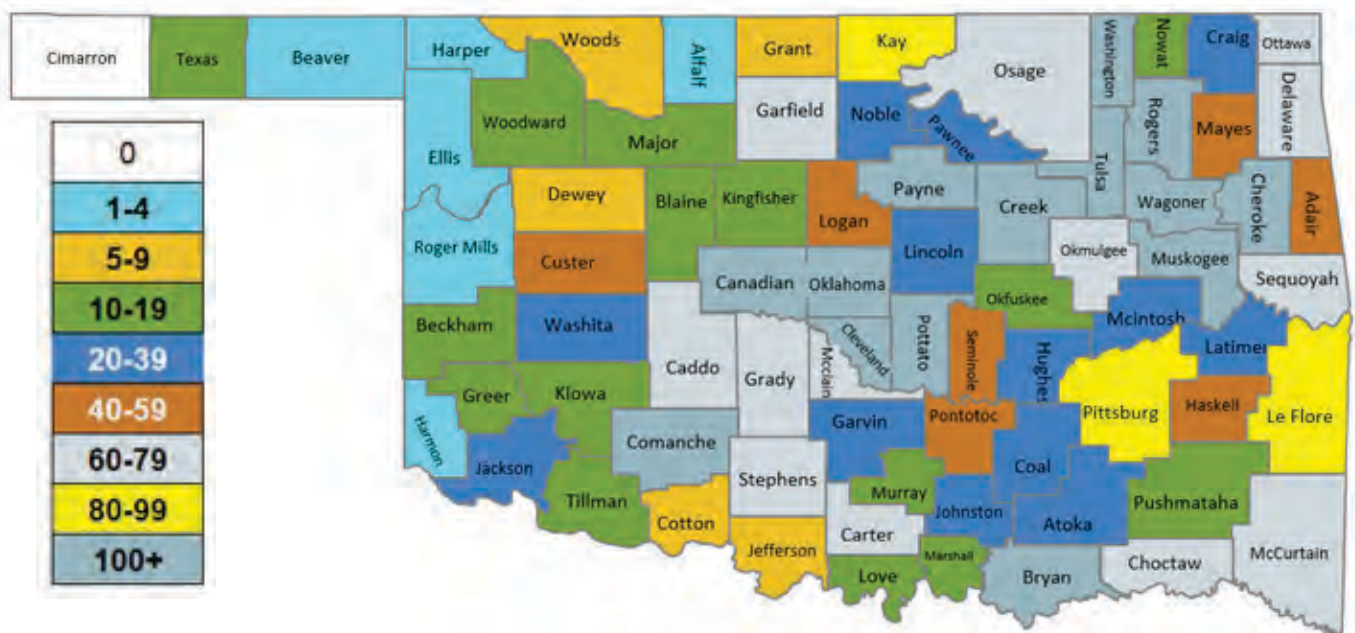 Cimarron
Texas
Beaver
Harper
Woods
Alfalf
Grant
Kay
Osage
Washington
Nowat
Craig
Ottawa
Delaware
Garfield
Noble
Pawnee
Rogers
Mayes
Ellis
Woodward
Major
Tulsa
Dewey
Blaine
Kingfisher
Logan
Payne
Creek
Wagoner
Cheroke
Adair
Roger Mills
Custer
Lincoln
Okmulgee
Muskogee
Canadian
Oklahoma
Sequoyah
Okfuskee
Beckham
Washita
Cleveland
Pottato
Seminole
Hughes
Mcintosh
Latimer
Caddo
Grady
Mcclain
Greer
Klowa
Pontotoc
Pittsburg
Haskell
Le Flore
Harmon
Jackson
Comanche
Garvin
Coal
Stephens
Tillman
Murray
Johnston
Atoka
Pushmataha
Cotton
Jefferson
Carter
Marshall
Love
Bryan
Choctaw
McCurtain
0
1-4
5-9
10-19
20-39
40-59
60-79
80-99
100+